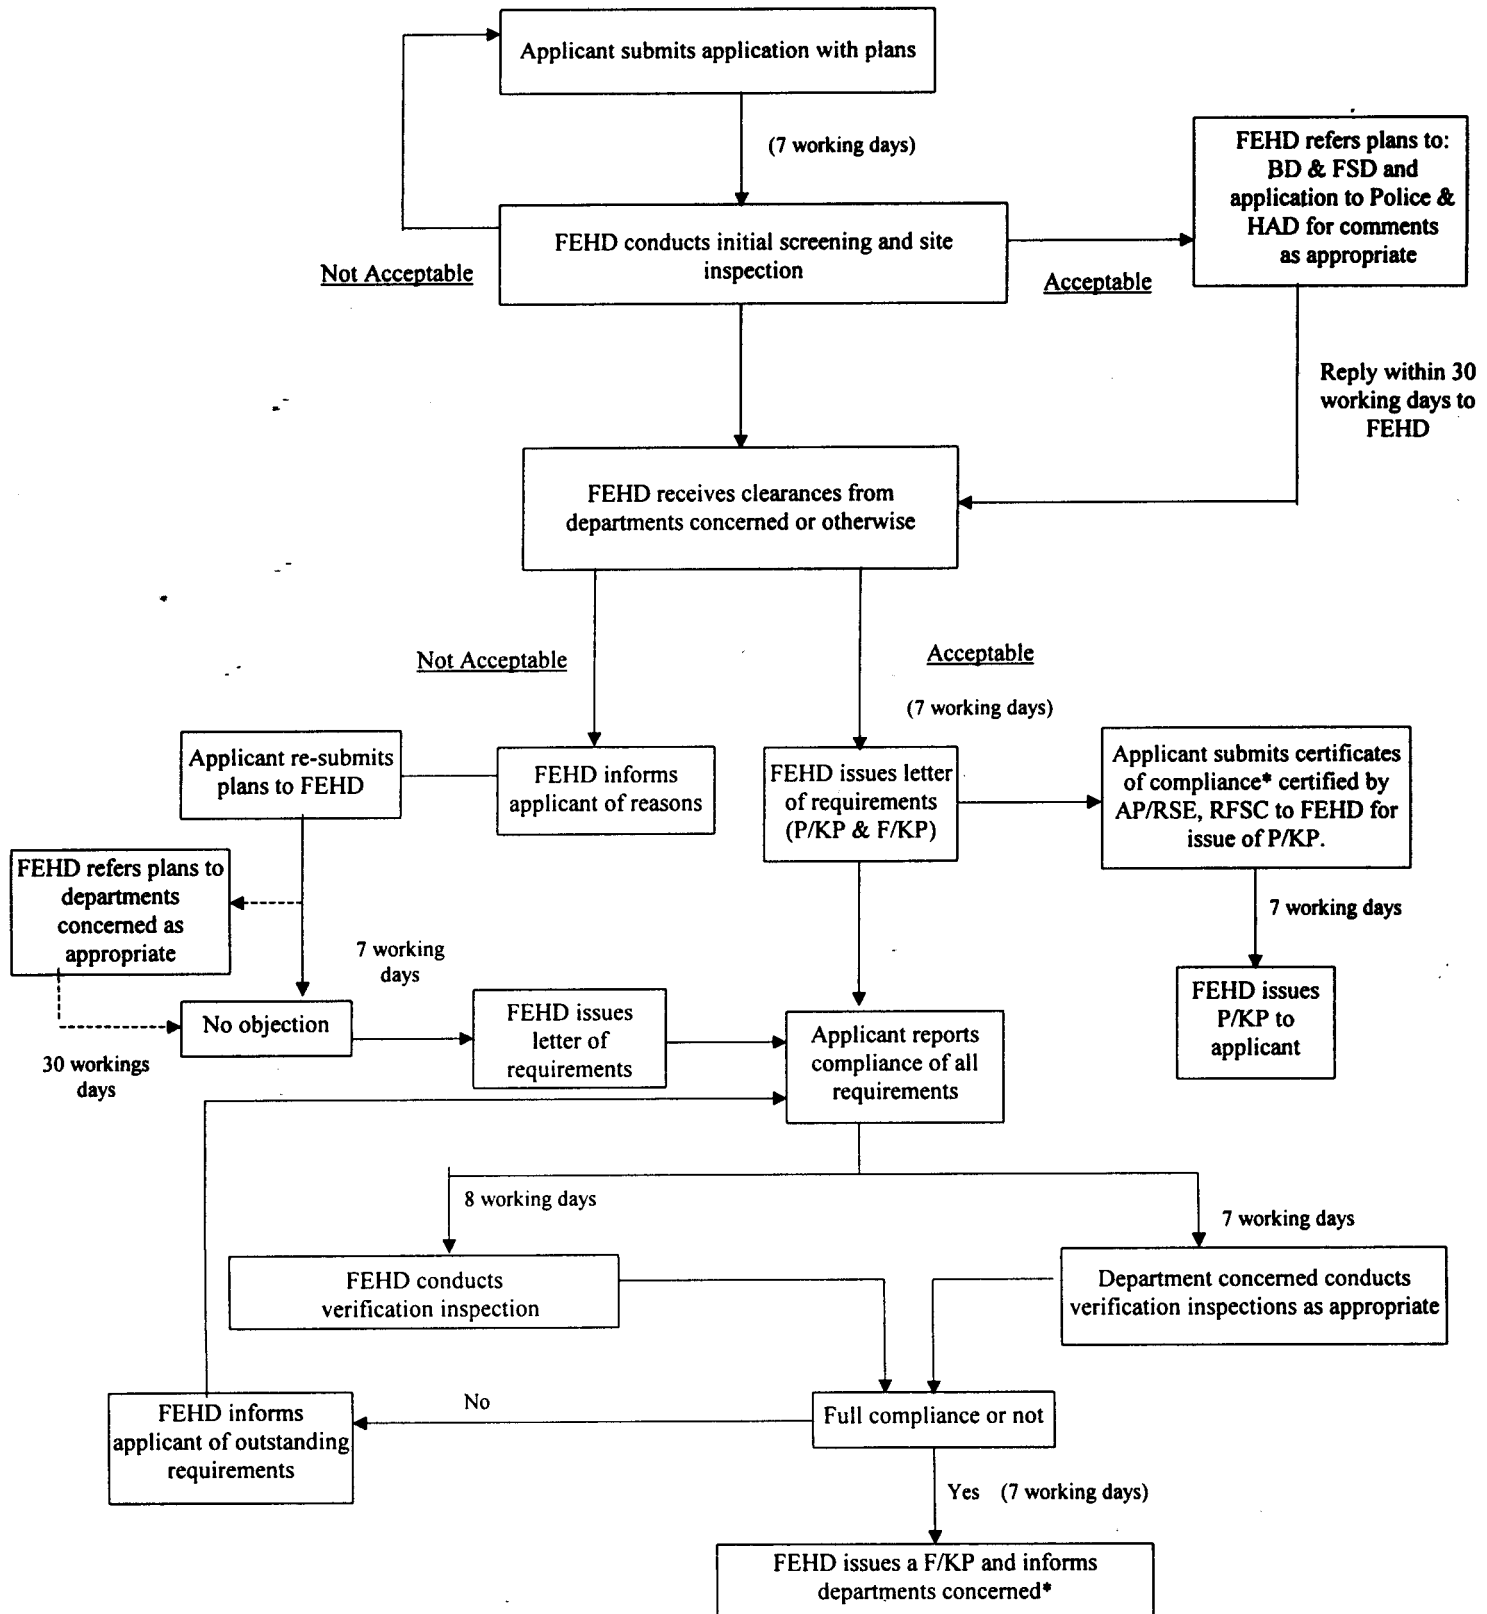 Applicant submits application with plans
(7 working days)
FEHD refers plans to:
BD & FSD and
application to Police &
HAD for comments
as appropriate
FEHD conducts initial screening and site
inspection
Not Acceptable
Acceptable
Reply within 30
working days to
FEHD
FEHD receives clearances from
departments concerned or otherwise
Not Acceptable
Acceptable
(7 working days)
Applicant re-submits
plans to FEHD
FEHD informs
applicant of reasons
FEHD issues letter
of requirements
(P/KP & F/KP)
Applicant submits certificates
of compliance* certified by
AP/RSE, RFSC to FEHD for
issue of P/KP.
FEHD refers plans to
departments
concerned as
appropriate
7 working days
7 working
days
FEHD issues
P/KP to
applicant
No objection
FEHD issues
letter of
requirements
Applicant reports
compliance of all
requirements
30 workings
days
8 working days
7 working days
FEHD conducts
verification inspection
Department concerned conducts
verification inspections as appropriate
FEHD informs
applicant of outstanding
requirements
No
Full compliance or not
Yes (7 working days)
FEHD issues a F/KP and informs
departments concerned*